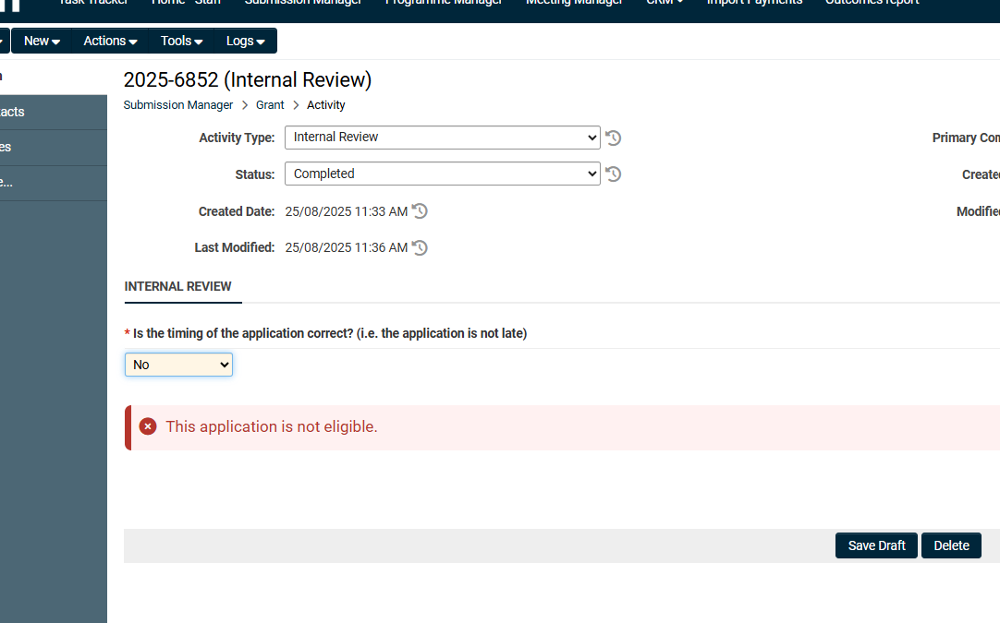 Task Tracker Home - Staff Submission Manager Programme Manager Meeting Manager CRM Import Payments Outcomes report
New Actions Tools Logs
2025-6852 (Internal Review)
Submission Manager > Grant > Activity
Activity Type: Internal Review
Primary Con
Status: Completed
Create
Created Date: 25/08/2025 11:33 AM
Modifie
Last Modified: 25/08/2025 11:36 AM
INTERNAL REVIEW
* Is the timing of the application correct? (i.e. the application is not late)
No
This application is not eligible.
Save Draft Delete